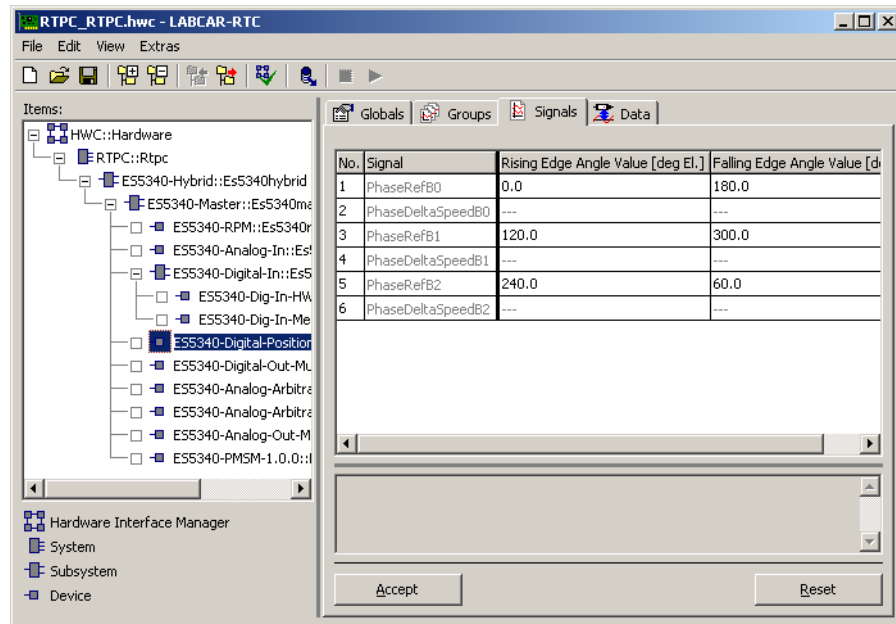 RTPC_RTPC.hwc - LABCAR-RTC
File Edit View Extras
Items:
HWC::Hardware
RTPC::Rtpc
ES5340-Hybrid::Es5340hybrid
ES5340-Master::Es5340ma
ES5340-RPM::Es5340r
ES5340-Analog-In::Es!
ES5340-Digital-In::Es5
ES5340-Dig-In-HW
ES5340-Dig-In-Me
ES5340-Digital-Position
ES5340-Digital-Out-Mu
ES5340-Analog-Arbitra
ES5340-Analog-Arbitra
ES5340-Analog-Out-M
ES5340-PMSM-1.0.0::
Hardware Interface Manager
System
Subsystem
Device
Globals Groups Signals Data
No. Signal Rising Edge Angle Value [deg El.] Falling Edge Angle Value [d
1 PhaseRefB0 0.0 180.0
2 PhaseDeltaSpeedB0 --- ---
3 PhaseRefB1 120.0 300.0
4 PhaseDeltaSpeedB1 --- ---
5 PhaseRefB2 240.0 60.0
6 PhaseDeltaSpeedB2 --- ---
Accept Reset